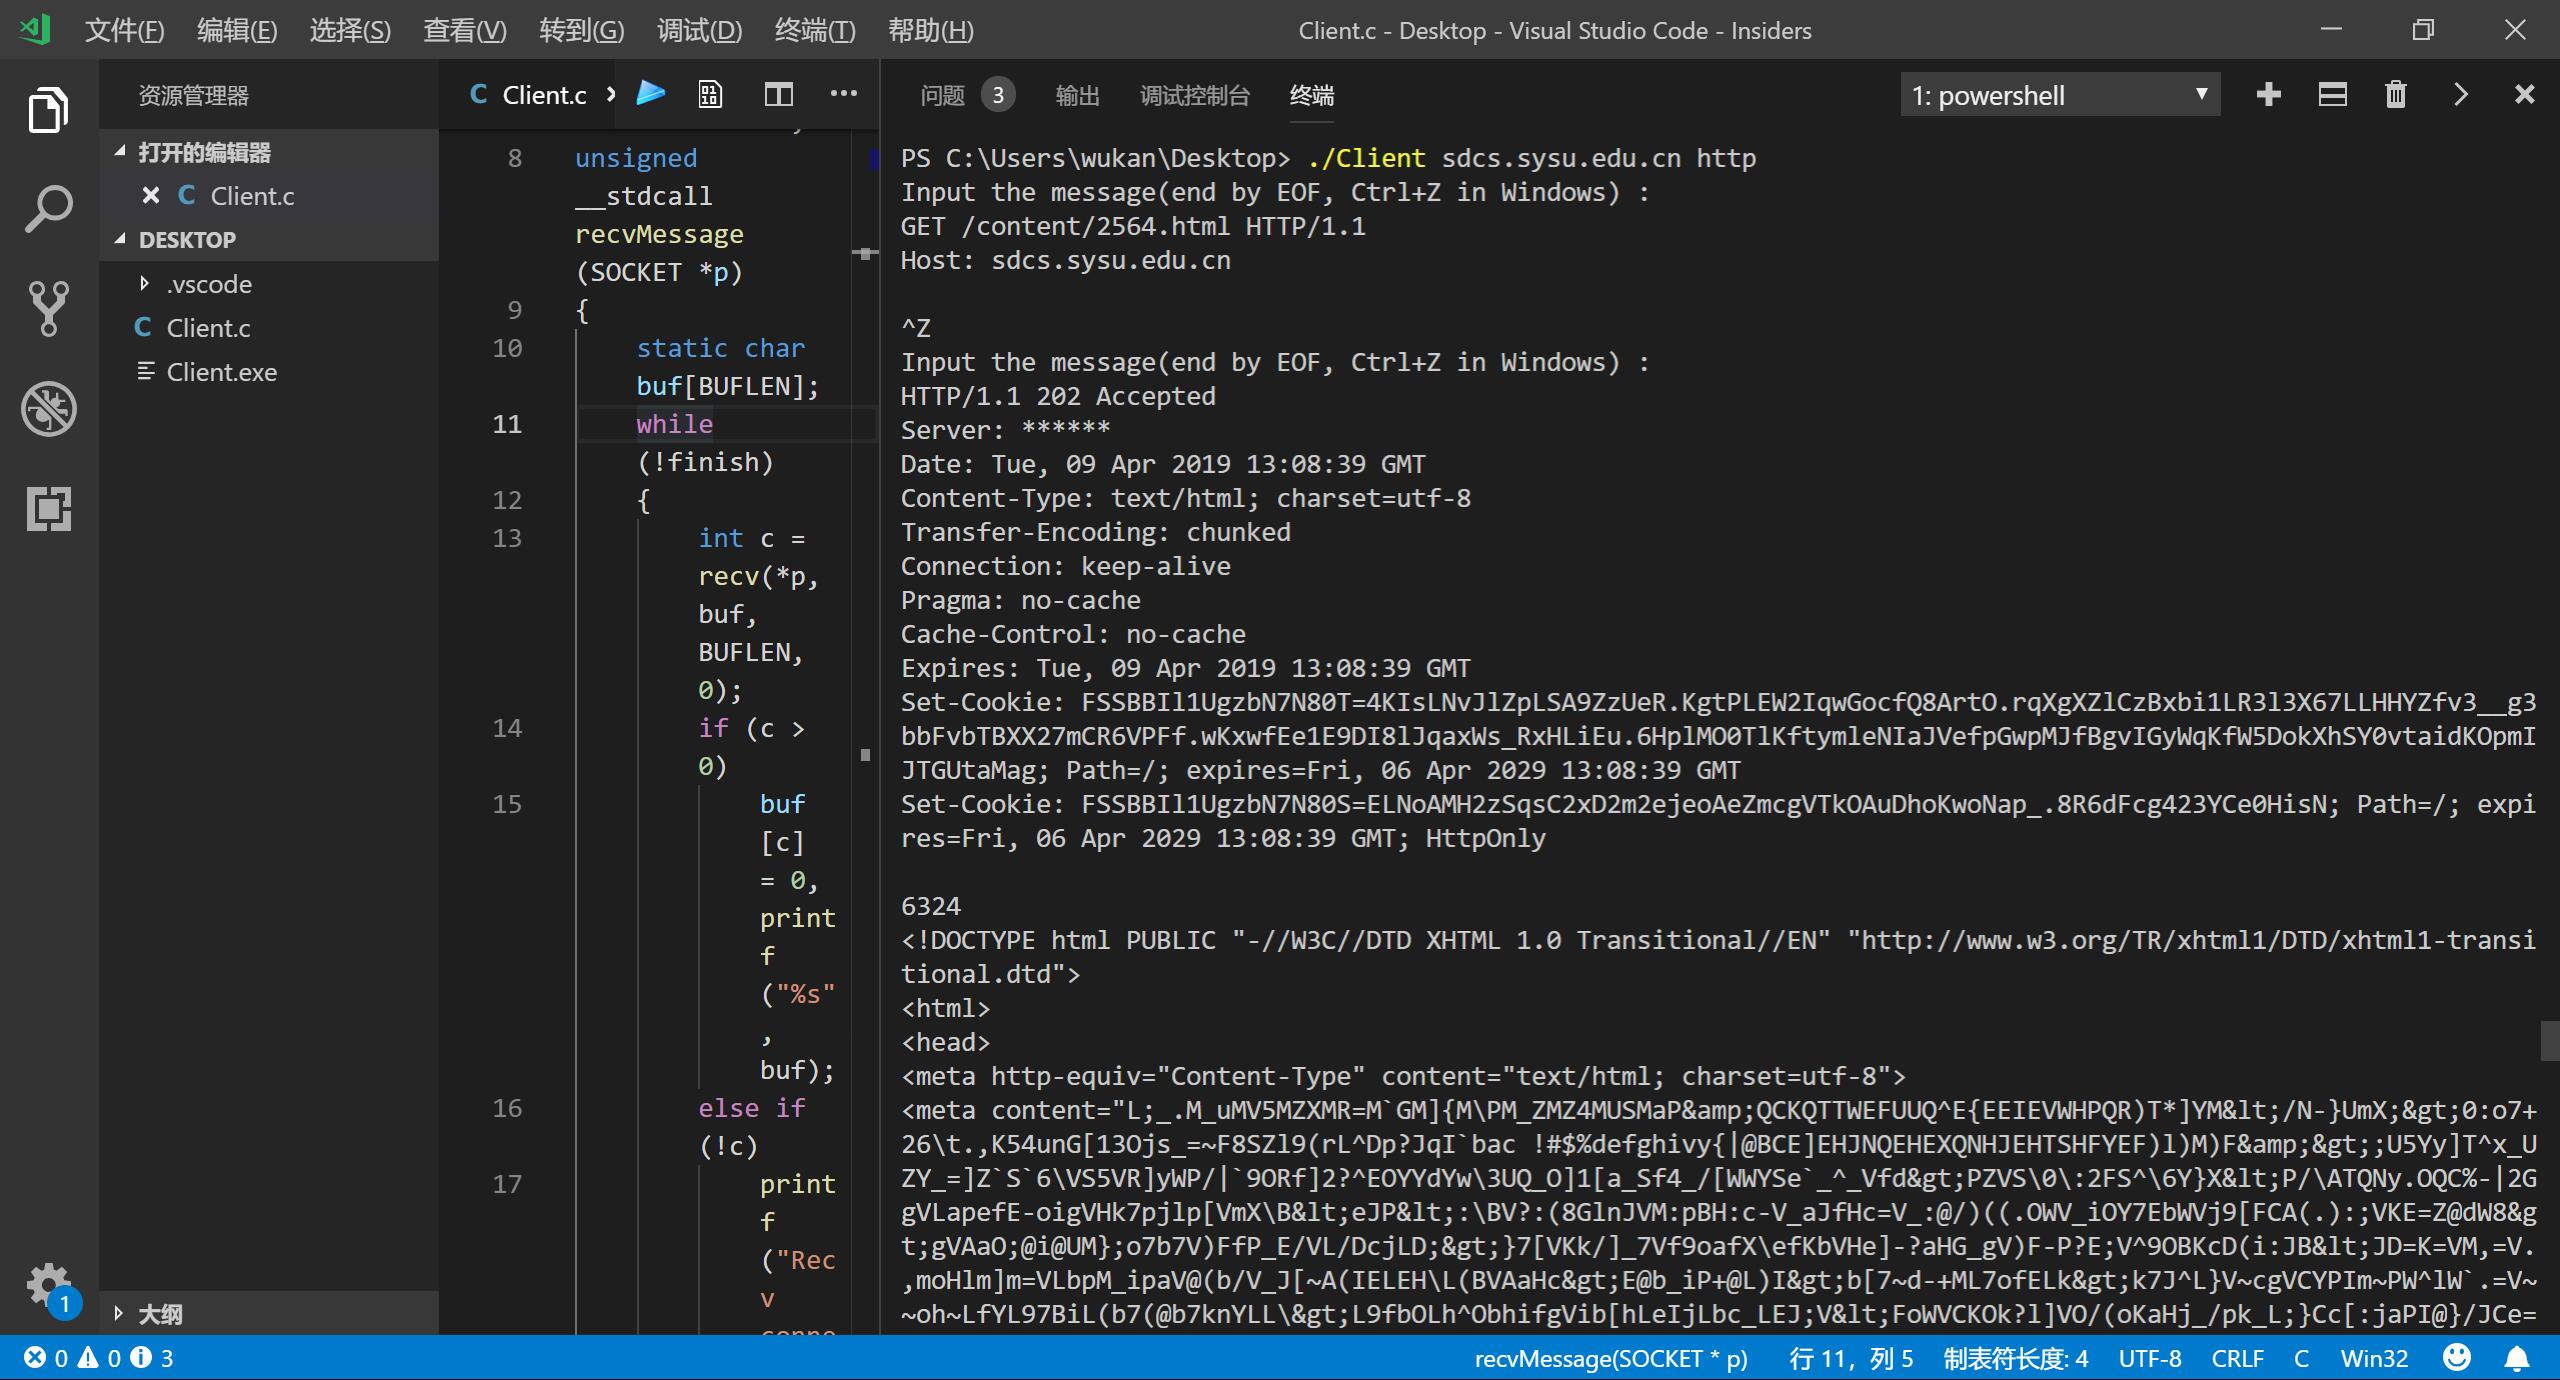 文件(F) 编辑(E) 选择(S) 查看(V) 转到(G) 调试(D) 终端(T) 帮助(H) Client.c - Desktop - Visual Studio Code - Insiders
资源管理器
打开的编辑器
C Client.c
DESKTOP
.vscode
C Client.c
Client.exe
大纲
1
C Client.c
8 unsigned
__stdcall
recvMessage
(SOCKET *p)
9 {
10 static char
buf[BUFLEN];
11 while
(!finish)
12 {
13 int c =
recv(*p,
buf,
BUFLEN,
0);
14 if (c >
0)
15 buf
[c]
= 0,
print
f
("%s"
,
buf);
16 else if
(!c)
17 print
f
("Rec
v
conne
问题 3 输出 调试控制台 终端 1: powershell
PS C:\Users\wukan\Desktop> ./Client sdcs.sysu.edu.cn http
Input the message(end by EOF, Ctrl+Z in Windows) :
GET /content/2564.html HTTP/1.1
Host: sdcs.sysu.edu.cn
^Z
Input the message(end by EOF, Ctrl+Z in Windows) :
HTTP/1.1 202 Accepted
Server: ******
Date: Tue, 09 Apr 2019 13:08:39 GMT
Content-Type: text/html; charset=utf-8
Transfer-Encoding: chunked
Connection: keep-alive
Pragma: no-cache
Cache-Control: no-cache
Expires: Tue, 09 Apr 2019 13:08:39 GMT
Set-Cookie: FSSBBIl1UgzbN7N80T=4KIsLNvJlZpLSA9ZzUeR.KgtPLEW2IqwGocfQ8ArtO.rqXgXZlCzBxbi1LR3l3X67LLHHYZfv3__g3
bbFvbTBXX27mCR6VPFf.wKxwfEe1E9DI8lJqaxWs_RxHLiEu.6HplMO0TlKftymleNIaJVefpGwpMJfBgvIGyWqKfW5DokXhSY0vtaidKOpmI
JTGUtaMag; Path=/; expires=Fri, 06 Apr 2029 13:08:39 GMT
Set-Cookie: FSSBBIl1UgzbN7N80S=ELNoAMH2zSqsC2xD2m2ejeoAeZmcgVTkOAuDhoKwoNap_.8R6dFcg423YCe0HisN; Path=/; expi
res=Fri, 06 Apr 2029 13:08:39 GMT; HttpOnly
6324
<!DOCTYPE html PUBLIC "-//W3C//DTD XHTML 1.0 Transitional//EN" "http://www.w3.org/TR/xhtml1/DTD/xhtml1-transi
tional.dtd">
<html>
<head>
<meta http-equiv="Content-Type" content="text/html; charset=utf-8">
<meta content="L;_.M_uMV5MZXMR=M`GM]{M\PM_ZMZ4MUSMaP&amp;QCKQTTWEFUUQ^E{EEIEVWHPQR)T*]YM&lt;/N-}UmX;&gt;0:o7+
26\t.,K54unG[13Ojs_=~F8SZl9(rL^Dp?JqI`bac !#$%defghivy{|@BCE]EHJNQEHEXQNHJEHTSHFYEF)l)M)F&amp;&gt;;U5Yy]T^x_U
ZY_=]Z`S`6\VS5VR]yWP/|`9ORf]2?^EOYYdYw\3UQ_O]1[a_Sf4_/[WWYSe`_^_Vfd&gt;PZVS\0\:2FS^\6Y}X&lt;P/\ATQNy.OQC%-|2G
gVLapefE-oigVHk7pjlp[VmX\B&lt;eJP&lt;:\BV?:(8GlnJVM:pBH:c-V_aJfHc=V_:@/)((.OWV_iOY7EbWVj9[FCA(.):;VKE=Z@dW8&g
t;gVAaO;@i@UM};o7b7V)FfP_E/VL/DcjLD;&gt;}7[VKk/]_7Vf9oafX\efKbVHe]-?aHG_gV)F-P?E;V^9OBKcD(i:JB&lt;JD=K=VM,=V.
,moHlm]m=VLbpM_ipaV@(b/V_J[~A(IELEH\L(BVAaHc&gt;E@b_iP+@L)I&gt;b[7~d-+ML7ofELk&gt;k7J^L}V~cgVCYPIm~PW^lW`.=V~
~oh~LfYL97BiL(b7(@b7knYLL\&gt;L9fbOLh^ObhifgVib[hLeIjLbc_LEJ;V&lt;FoWVCKOk?l]VO/(oKaHj_/pk_L;}Cc[:jaPI@}/JCe=
0 0 3 recvMessage(SOCKET * p) 行 11，列 5 制表符长度: 4 UTF-8 CRLF C Win32